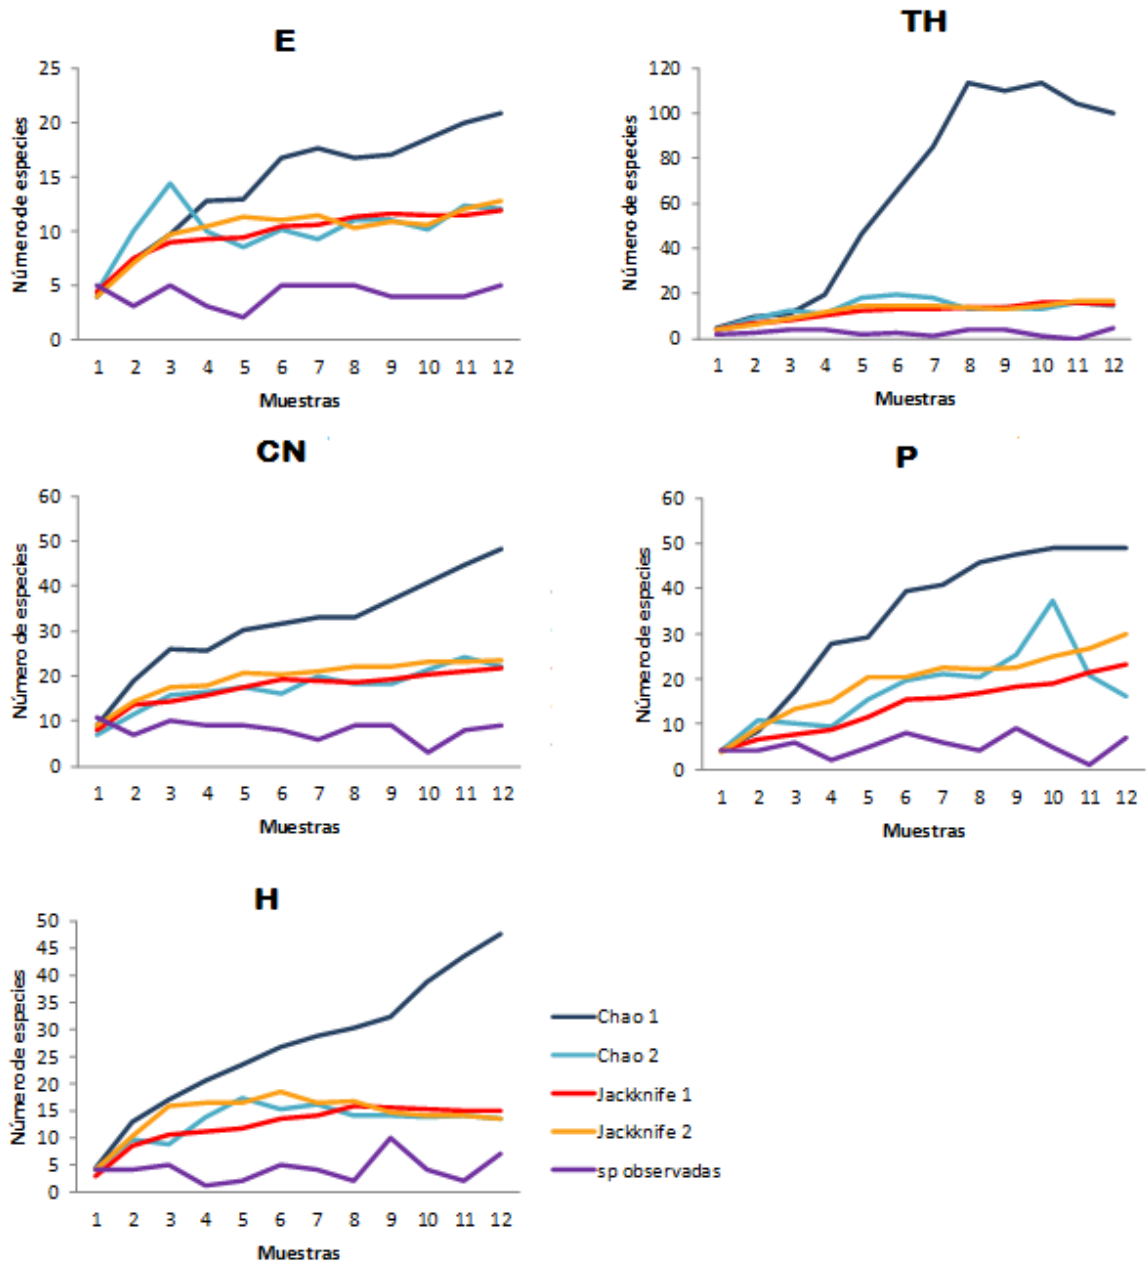 E
25
20
15
10
5
0
Número de especies
1 2 3 4 5 6 7 8 9 10 11 12
Muestras
TH
120
100
80
60
40
20
0
Número de especies
1 2 3 4 5 6 7 8 9 10 11 12
Muestras
CN
60
50
40
30
20
10
0
Número de especies
1 2 3 4 5 6 7 8 9 10 11 12
Muestras
P
60
50
40
30
20
10
0
Número de especies
1 2 3 4 5 6 7 8 9 10 11 12
Muestras
H
50
45
40
35
30
25
20
15
10
5
0
Número de especies
1 2 3 4 5 6 7 8 9 10 11 12
Muestras
Chao 1
Chao 2
Jackknife 1
Jackknife 2
sp observadas